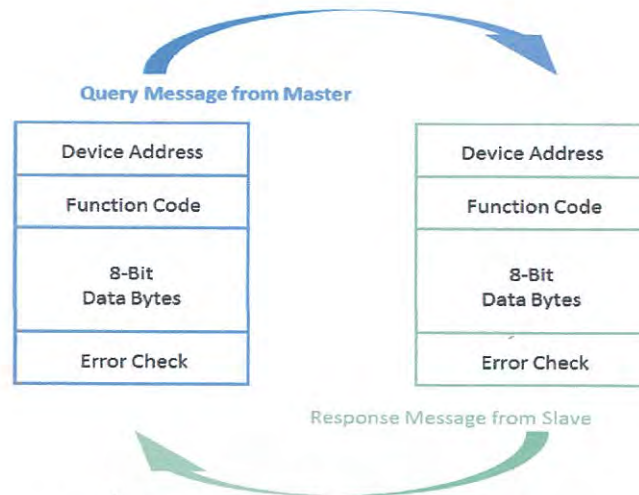 Query Message from Master
Device Address
Function Code
8-Bit
Data Bytes
Error Check
Device Address
Function Code
8-Bit
Data Bytes
Error Check
Response Message from Slave